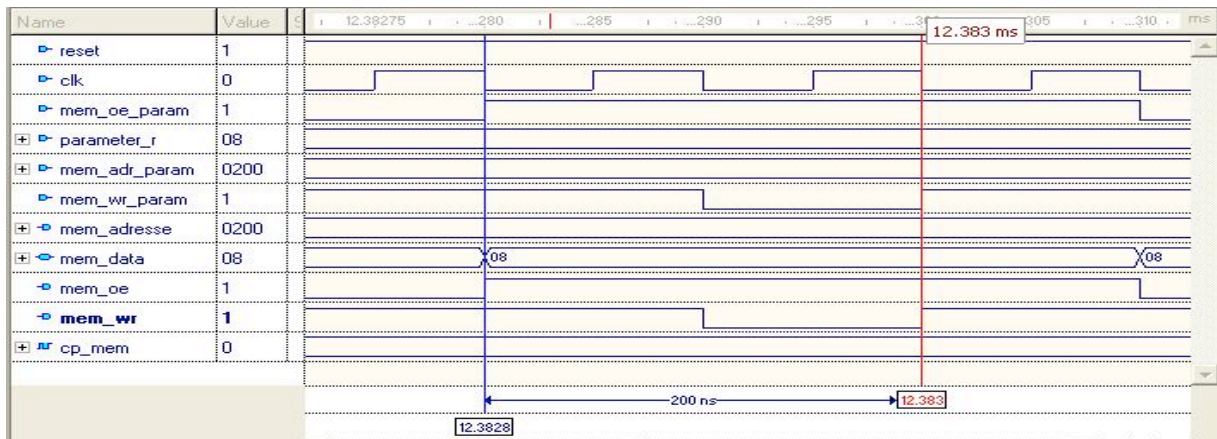 Name Value S 12.38275 ...280 ...285 ...290 ...295 305 ...310 ms
12.383 ms
reset 1
clk 0
mem_oe_param 1
parameter_r 08
mem_adr_param 0200
mem_wr_param 1
mem_adresse 0200
mem_data 08 08 08
mem_oe 1
mem_wr 1
cp_mem 0
200 ns 12.383
12.3828